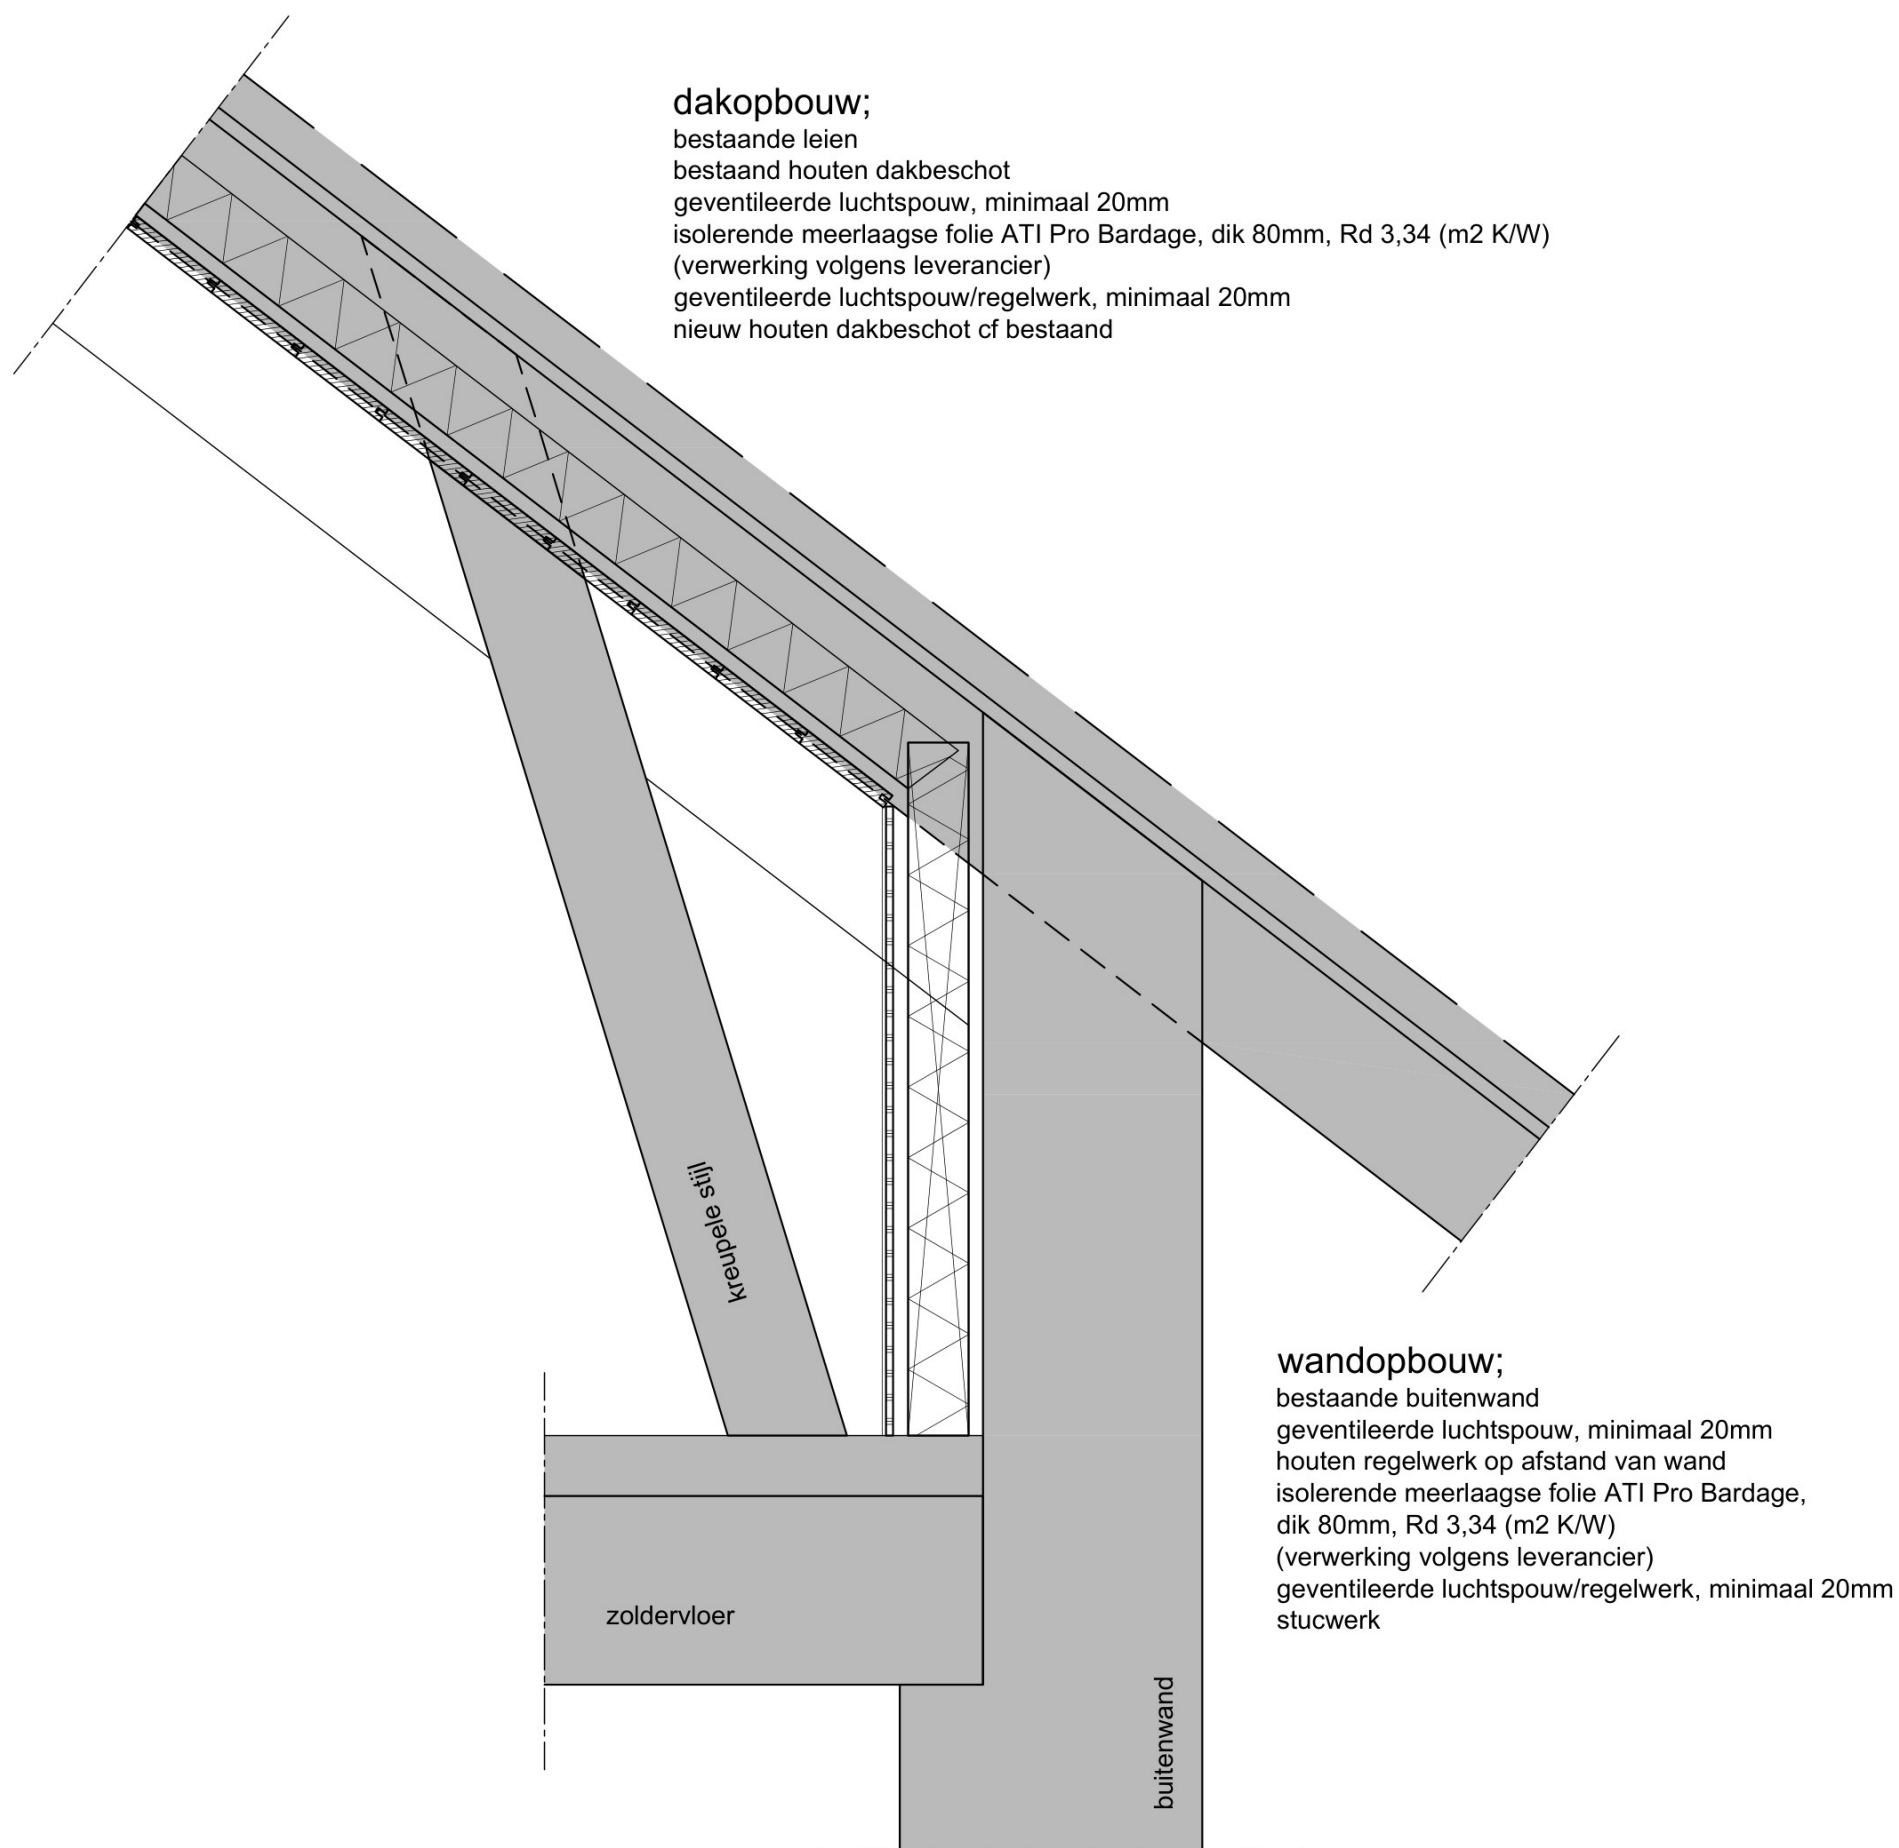 dakopbouw;
bestaande leien
bestaand houten dakbeschot
geventileerde luchtspouw, minimaal 20mm
isolerende meerlaagse folie ATI Pro Bardage, dik 80mm, Rd 3,34 (m2 K/W)
(verwerking volgens leverancier)
geventileerde luchtspouw/regelwerk, minimaal 20mm
nieuw houten dakbeschot cf bestaand
kreupele stijl
wandopbouw;
bestaande buitenwand
geventileerde luchtspouw, minimaal 20mm
houten regelwerk op afstand van wand
isolerende meerlaagse folie ATI Pro Bardage,
dik 80mm, Rd 3,34 (m2 K/W)
(verwerking volgens leverancier)
geventileerde luchtspouw/regelwerk, minimaal 20mm
stucwerk
zoldervloer
buitenwand